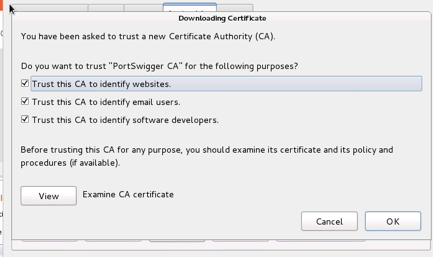 Downloading Certificate
You have been asked to trust a new Certificate Authority (CA).
Do you want to trust "PortSwigger CA" for the following purposes?
Trust this CA to identify websites.
Trust this CA to identify email users.
Trust this CA to identify software developers.
Before trusting this CA for any purpose, you should examine its certificate and its policy and
procedures (if available).
View Examine CA certificate
Cancel OK